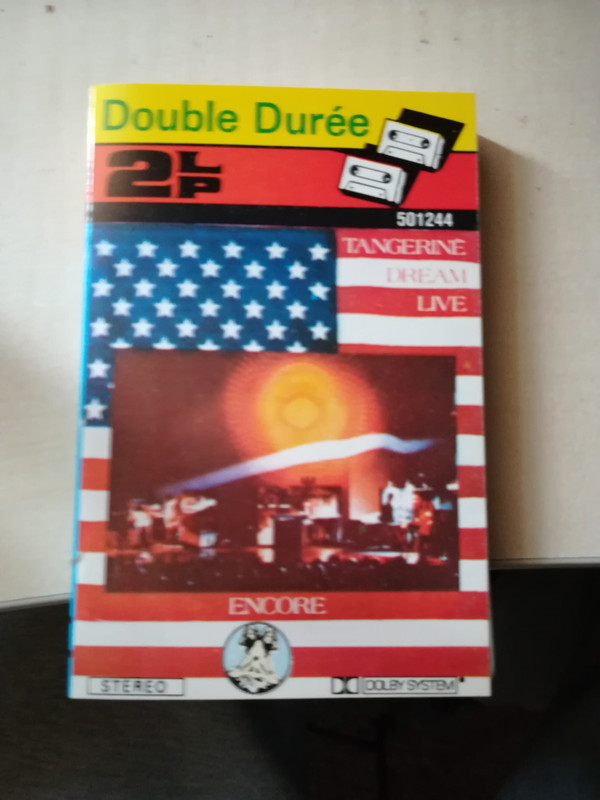 Double Durée
2LP
501244
TANGERINE
DREAM
LIVE
ENCORE
STEREO
DOLBY SYSTEM